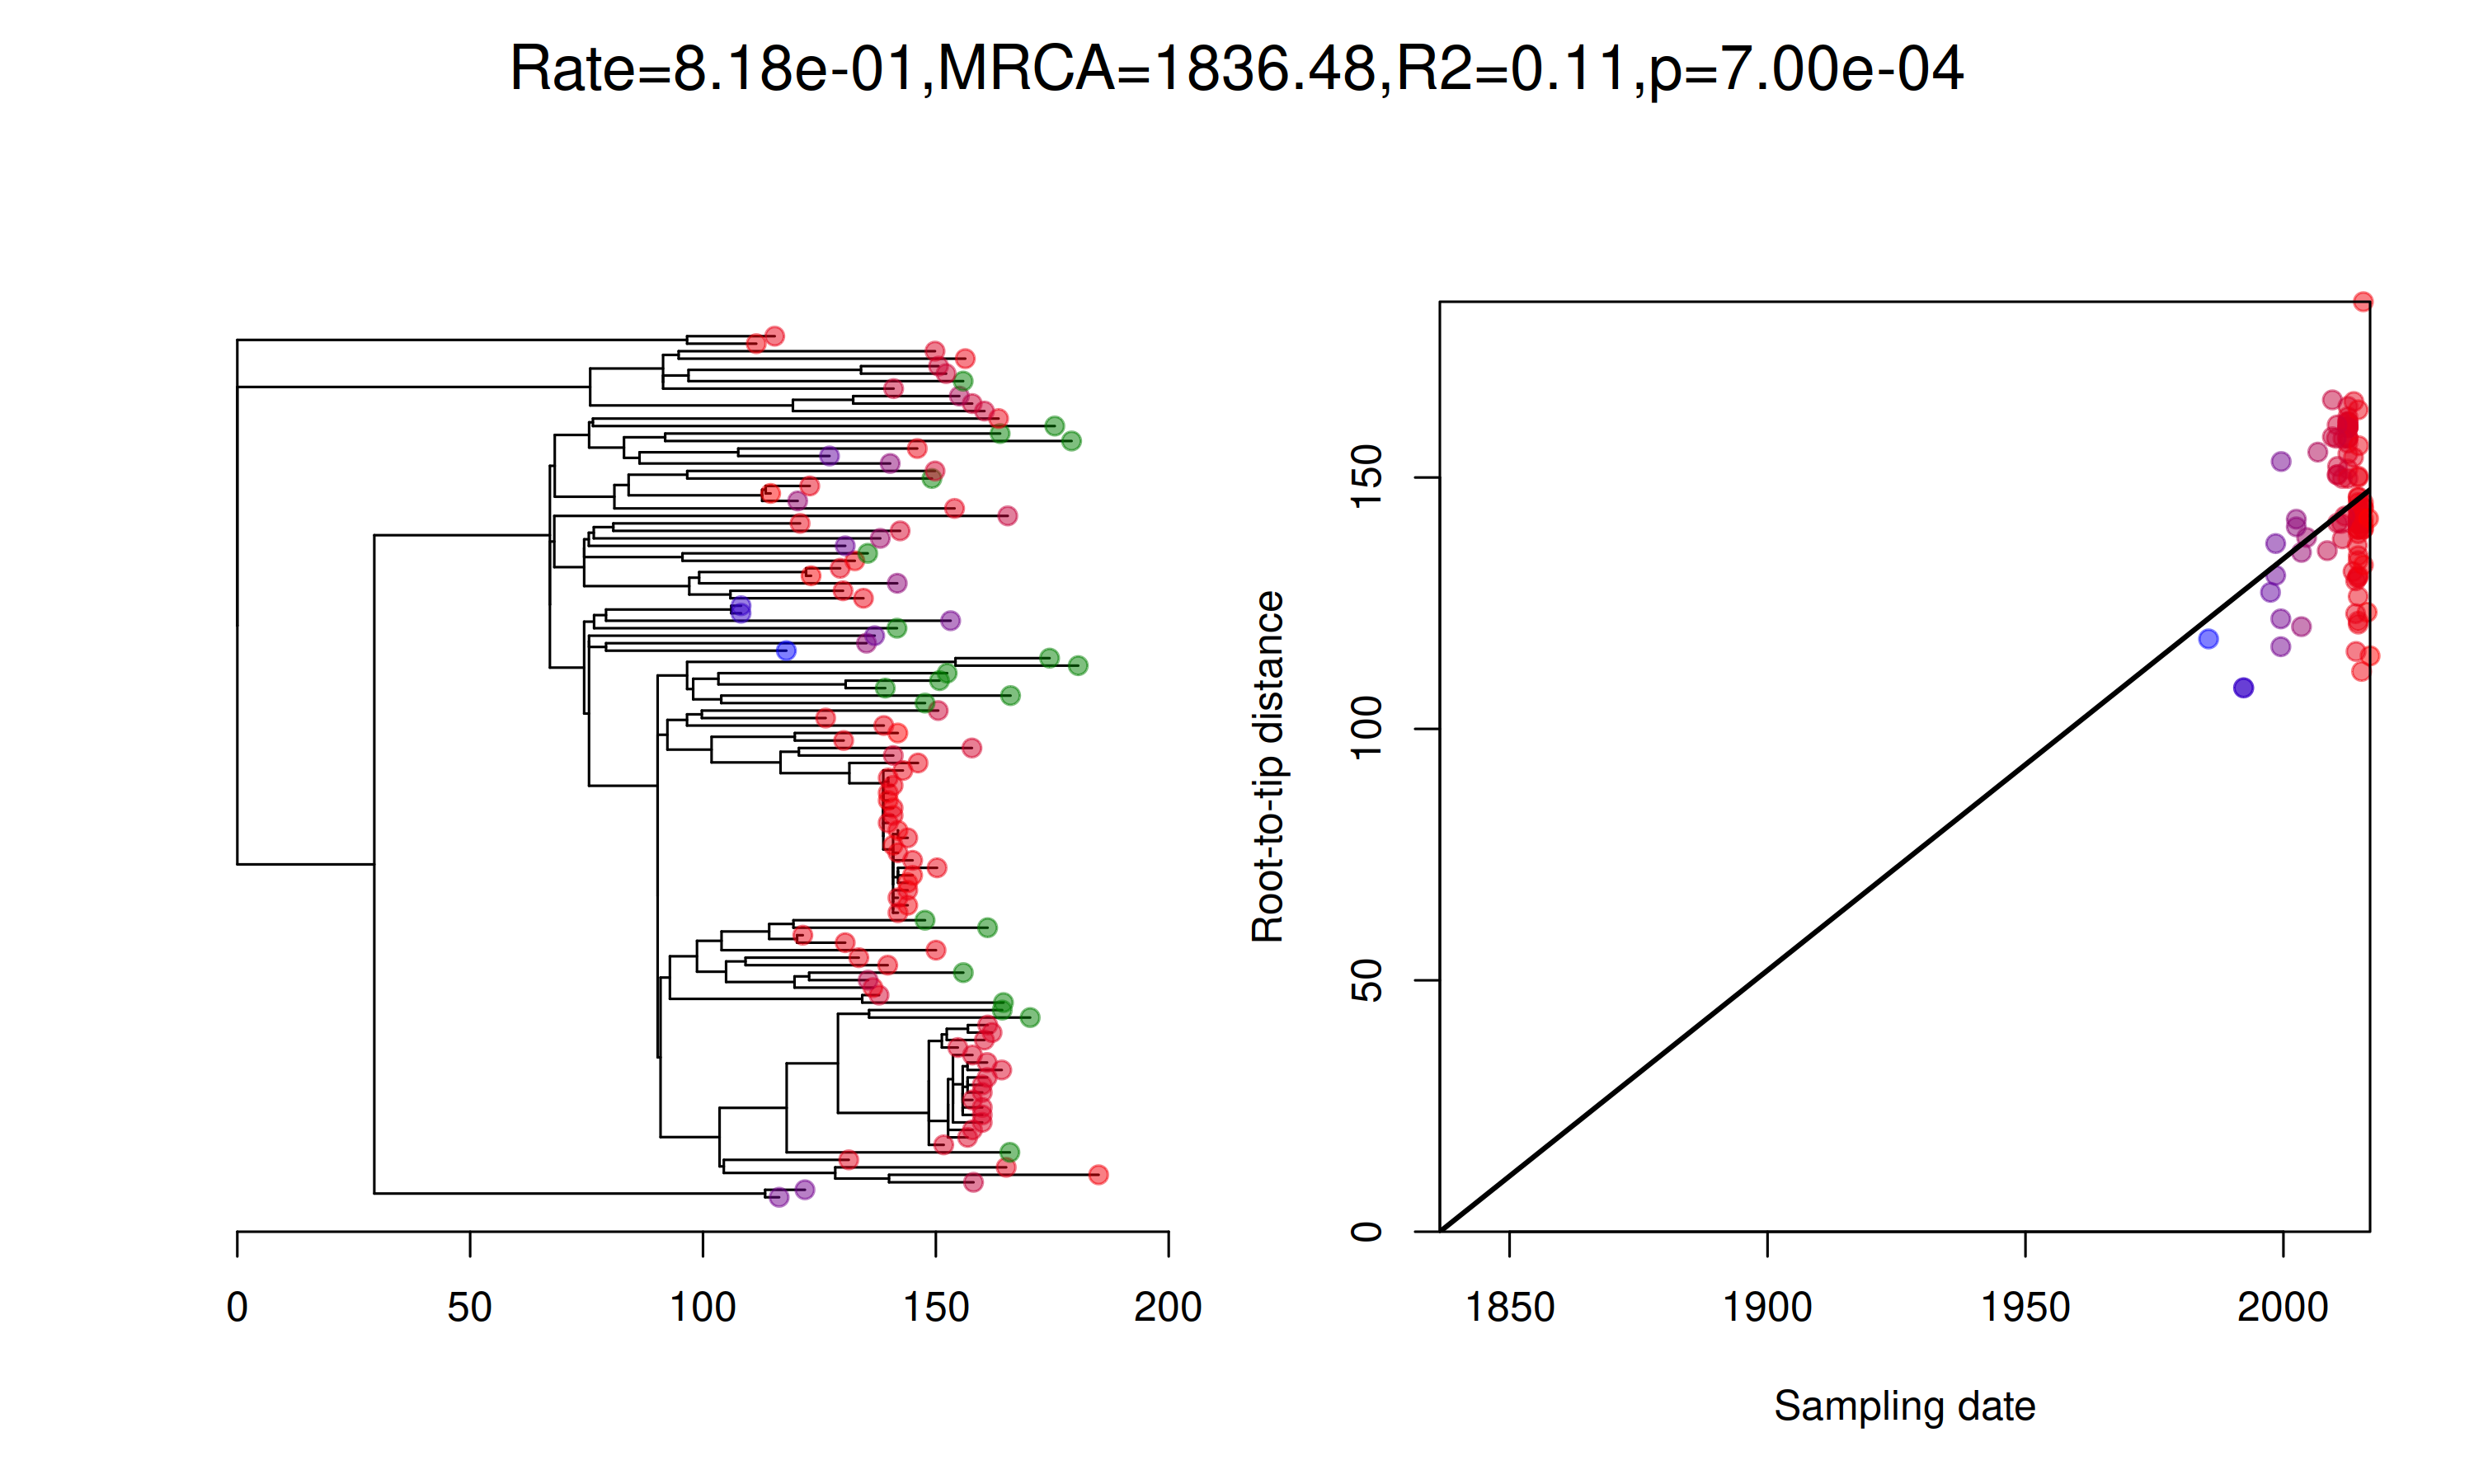 Rate=8.18e-01,MRCA=1836.48,R2=0.11,p=7.00e-04
0 50 100 150 200
Root-to-tip distance
0 50 100 150
1850 1900 1950 2000
Sampling date